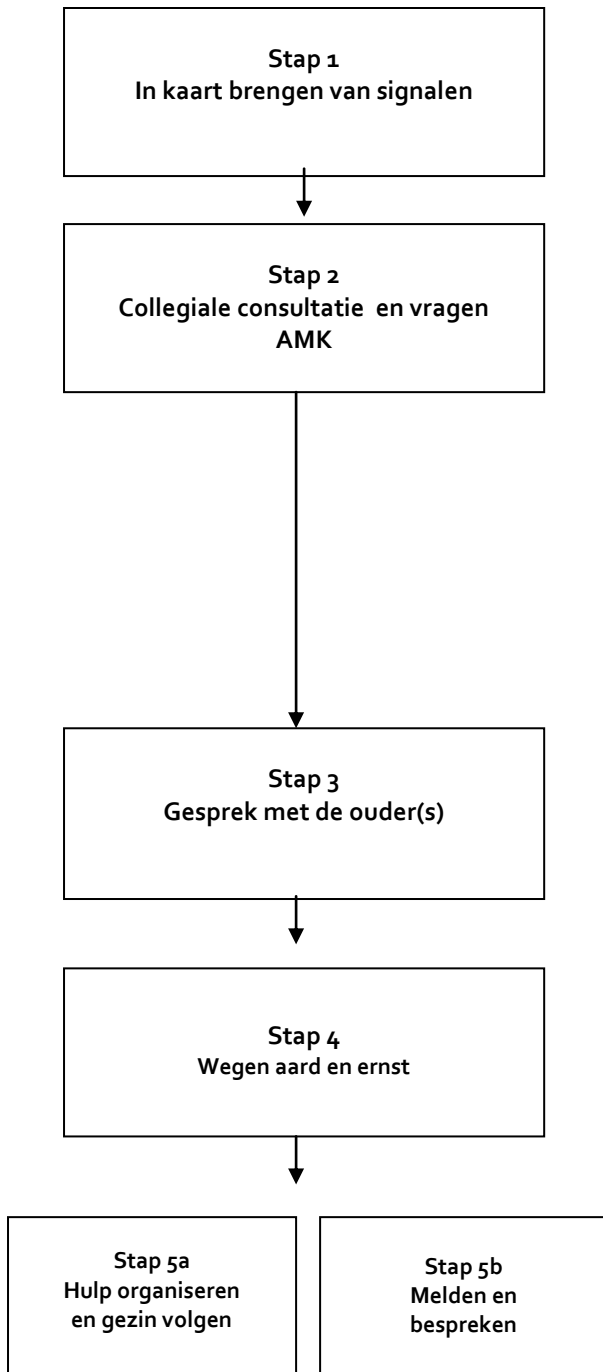 Stap 1
In kaart brengen van signalen
Stap 2
Collegiale consultatie en vragen
AMK
Stap 3
Gesprek met de ouder(s)
Stap 4
Wegen aard en ernst
Stap 5a
Hulp organiseren
en gezin volgen
Stap 5b
Melden en
bespreken